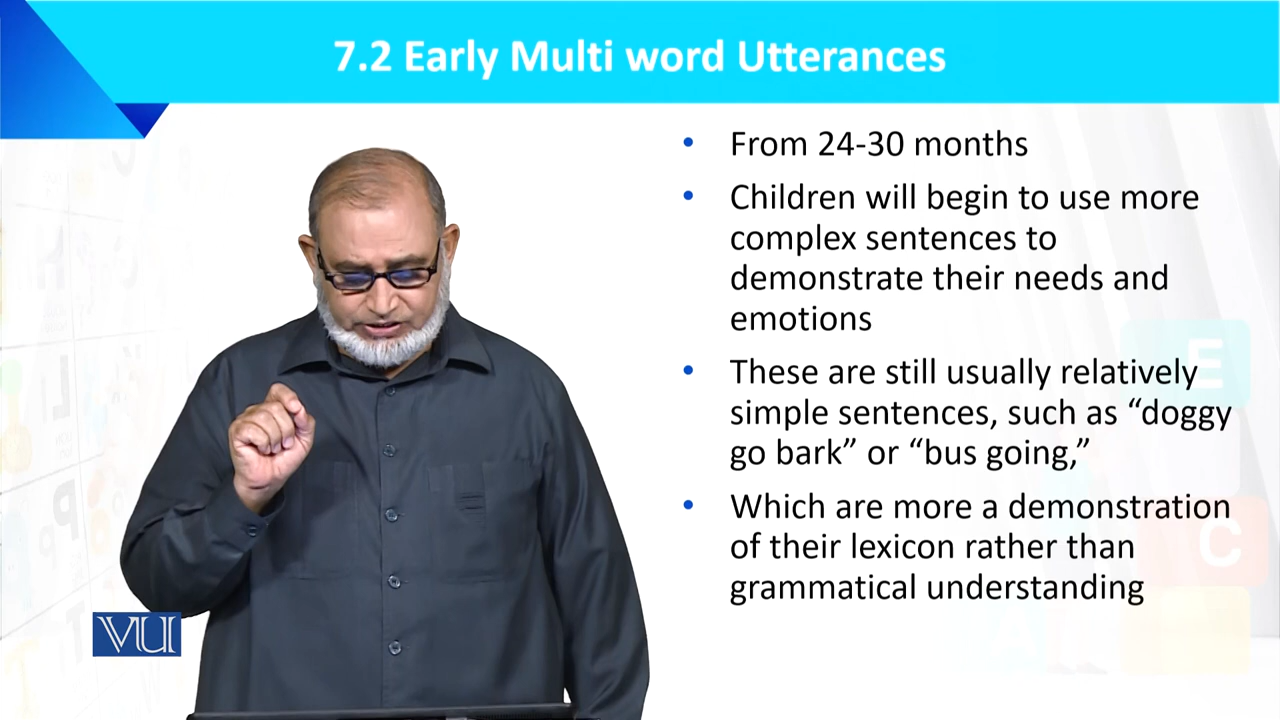 7.2 Early Multi word Utterances
• From 24-30 months
• Children will begin to use more
complex sentences to
demonstrate their needs and
emotions
• These are still usually relatively
simple sentences, such as “doggy
go bark” or “bus going,”
• Which are more a demonstration
of their lexicon rather than
grammatical understanding
VU
E
C
A